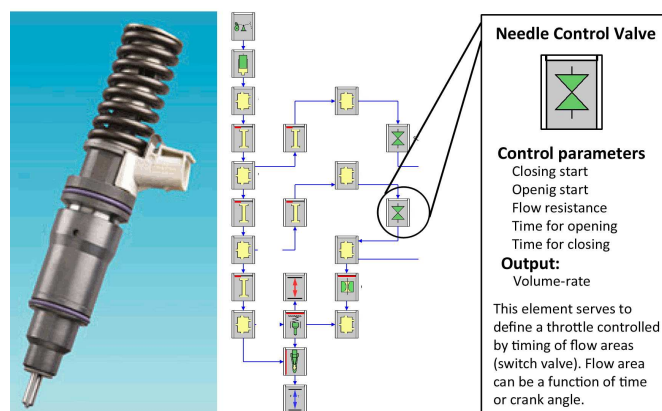 Needle Control Valve
Control parameters
Closing start
Openig start
Flow resistance
Time for opening
Time for closing
Output:
Volume-rate
This element serves to
define a throttle controlled
by timing of flow areas
(switch valve). Flow area
can be a function of time
or crank angle.